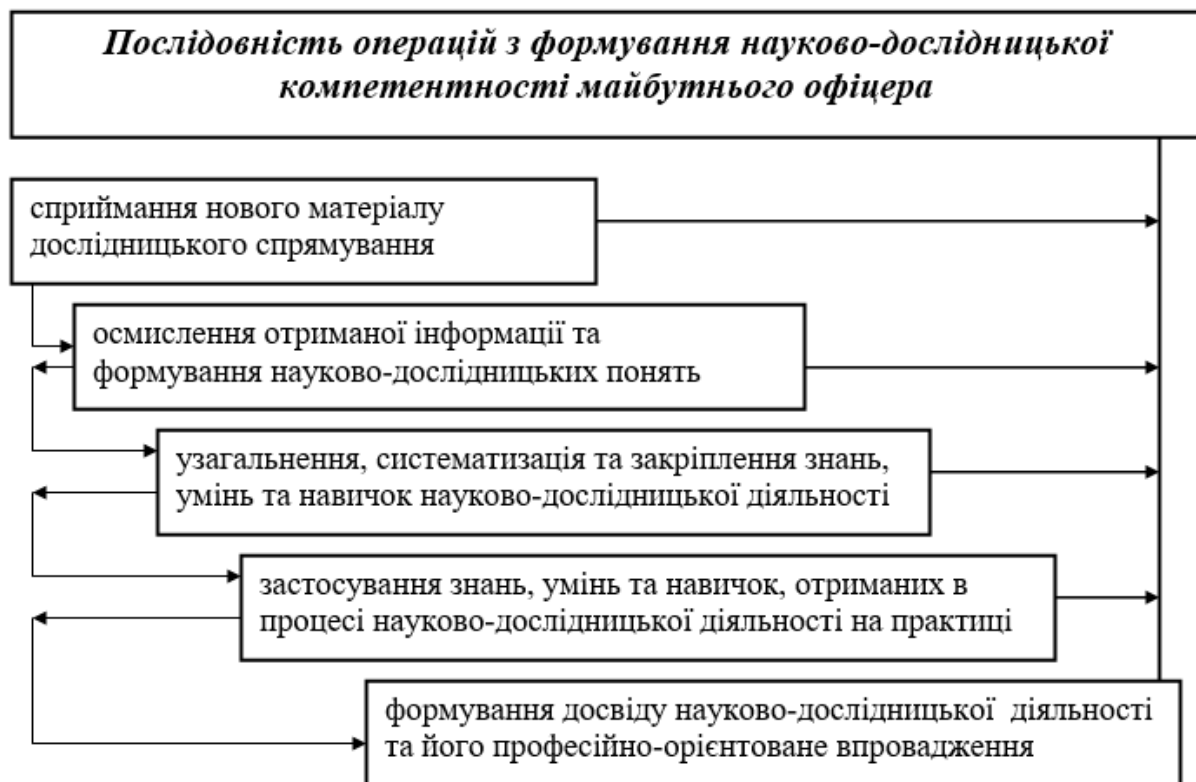 Послідовність операцій з формування науково-дослідницької
компетентності майбутнього офіцера
сприймання нового матеріалу
дослідницького спрямування
осмислення отриманої інформації та
формування науково-дослідницьких понять
узагальнення, систематизація та закріплення знань,
умінь та навичок науково-дослідницької діяльності
застосування знань, умінь та навичок, отриманих в
процесі науково-дослідницької діяльності на практиці
формування досвіду науково-дослідницької діяльності
та його професійно-орієнтоване впровадження